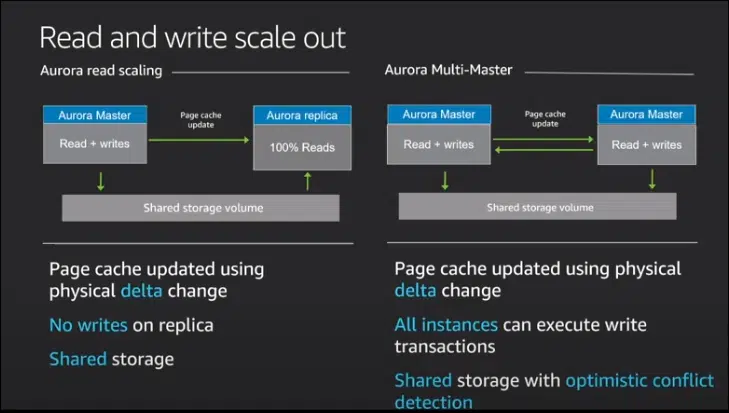 Read and write scale out
Aurora read scaling
Aurora Master
Read + writes
Page cache
update
Aurora replica
100% Reads
Shared storage volume
Page cache updated using
physical delta change
No writes on replica
Shared storage
Aurora Multi-Master
Aurora Master
Read + writes
Page cache
update
Aurora Master
Read + writes
Shared storage volume
Page cache updated using physical
delta change
All instances can execute write
transactions
Shared storage with optimistic conflict
detection